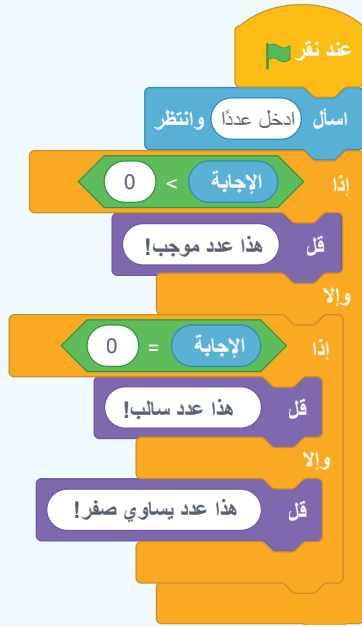 عند نقر
اسأل ادخل عددًا وانتظر
إذا الإجابة > 0
قل هذا عدد موجب!
وإلا
إذا الإجابة = 0
قل هذا عدد سالب!
وإلا
قل هذا عدد يساوي صفر!